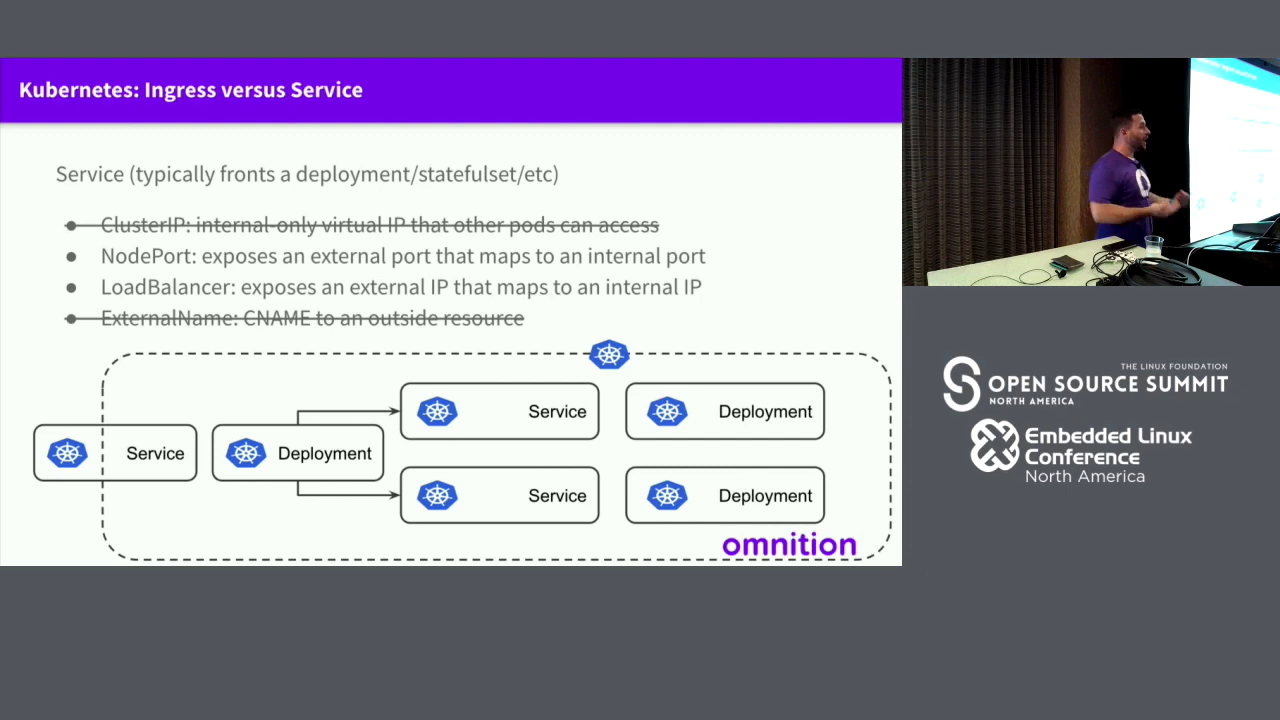 Kubernetes: Ingress versus Service
Service (typically fronts a deployment/statefulset/etc)
● ClusterIP: internal-only virtual IP that other pods can access
● NodePort: exposes an external port that maps to an internal port
● LoadBalancer: exposes an external IP that maps to an internal IP
● ExternalName: CNAME to an outside resource
Service
Deployment
Service
Deployment
Service
Deployment
omnition
THE LINUX FOUNDATION
OPEN SOURCE SUMMIT
NORTH AMERICA
Embedded Linux
Conference
North America